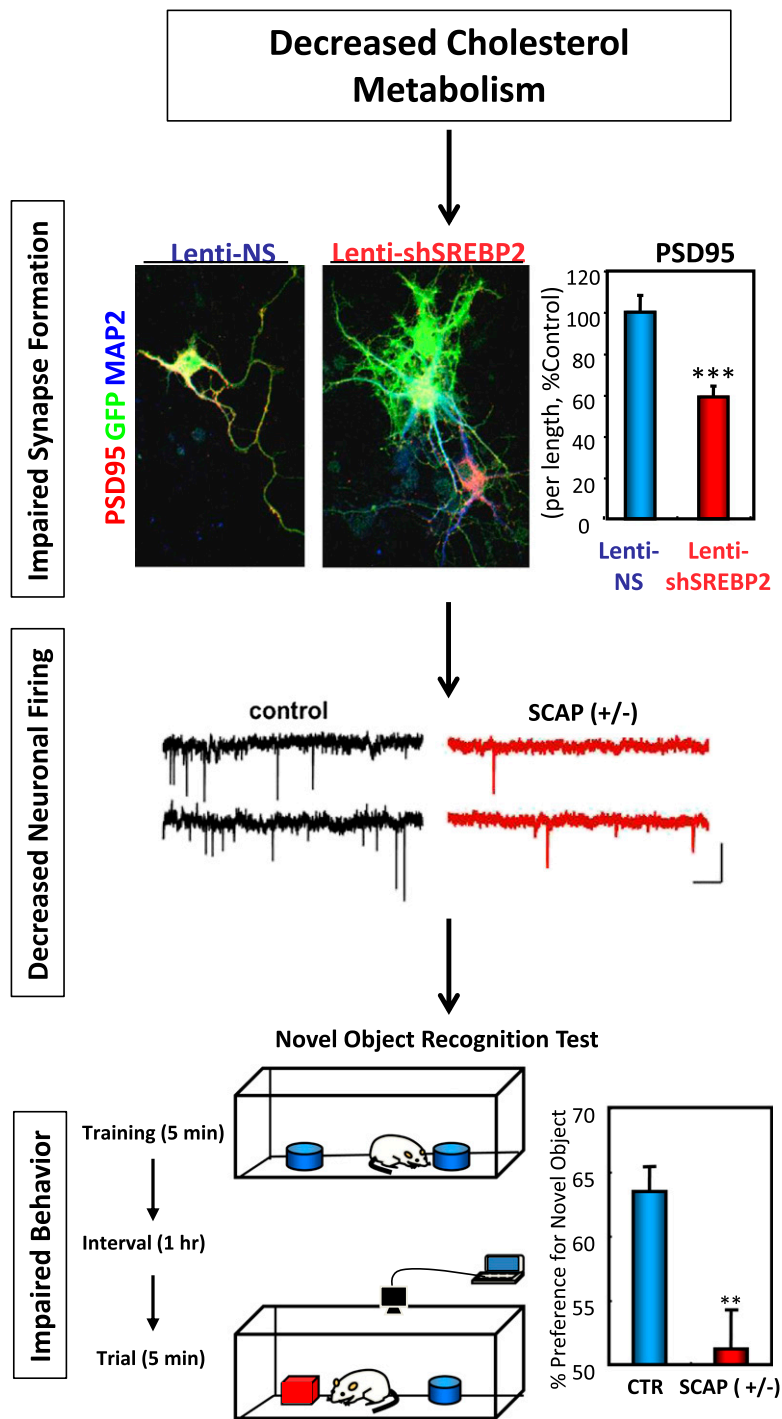 Decreased Cholesterol
Metabolism
Impaired Synapse Formation
Lenti-NS
Lenti-shSREBP2
PSD95 GFP MAP2
PSD95
(per length, %Control)
120
100
80
60
40
20
0
***
Lenti-
NS
Lenti-
shSREBP2
Decreased Neuronal Firing
control
SCAP (+/-)
Novel Object Recognition Test
Impaired Behavior
Training (5 min)
Interval (1 hr)
Trial (5 min)
% Preference for Novel Object
70
65
60
55
50
**
CTR
SCAP ( +/-)